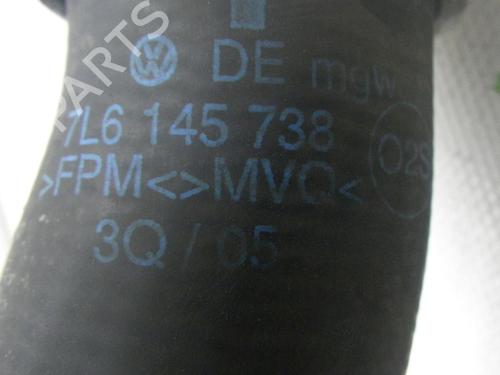 DE mgw
7L6 145 738
>FPM<>MVQ< O2S
3Q / 05
PARTS